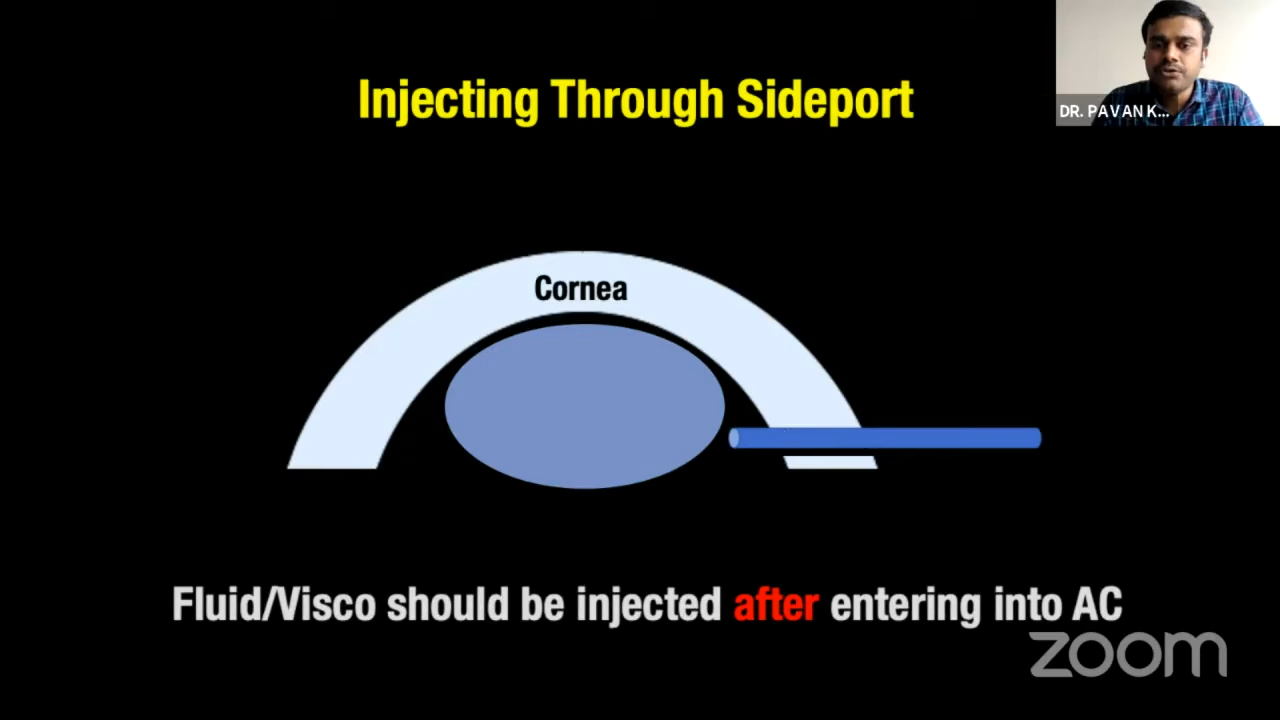 Injecting Through Sideport
DR. PAVAN K...
Cornea
Fluid/Visco should be injected after entering into AC
zoom